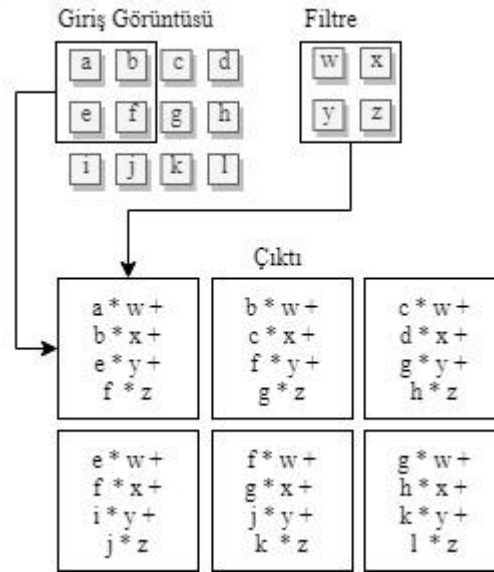 Giriş Görüntüsü
Filtre
a b c d
e f g h
i j k l
w x
y z
Çıktı
a * w +
b * x +
e * y +
f * z
b * w +
c * x +
f * y +
g * z
c * w +
d * x +
g * y +
h * z
e * w +
f * x +
i * y +
j * z
f * w +
g * x +
j * y +
k * z
g * w +
h * x +
k * y +
l * z